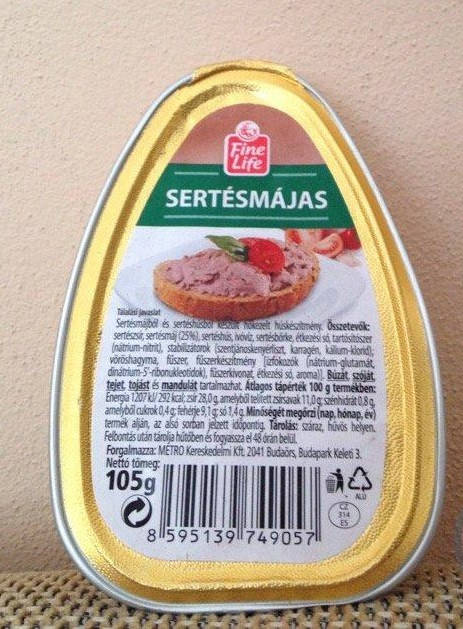 Fine
Life
SERTÉSMÁJAS
Tálalási javaslat
Sertésmájból és sertéshúsból készült hőkezelt húskészítmény. Összetevők:
sertészsír, sertésmáj (25%), sertéshús, ivóvíz, sertésbőrke, étkezési só, tartósítószer
(nátrium-nitrit), stabilizátorok (szentjánoskenyérliszt, karragén, kálium-klorid);
vöröshagyma, fűszer, fűszerkészítmény [ízfokozók (nátrium-glutamát,
dinátrium-5'-ribonukleotidok), fűszerkivonat, étkezési só, aroma)]. Búzát, szóját,
tejet, tojást és mandulát tartalmazhat. Átlagos tápérték 100 g termékben:
Energia 1207 kJ/ 292 kcal; zsír 28,0 g, amelyből telített zsírsavak 11,0 g; szénhidrát 0,8 g,
amelyből cukrok 0,4 g; fehérje 9,1 g; só 1,4 g. Minőségét megőrzi (nap, hónap, év)
termék alján, az alsó sorban jelzett időpontig. Tárolás: száraz, hűvös helyen.
Felbontás után tárolja hűtőben és fogyassza el 48 órán belül.
Forgalmazza: METRO Kereskedelmi Kft. 2041 Budaörs, Budapark Keleti 3.
Nettó tömeg:
105g
ALU
CZ
314
ES
8 595139 749057